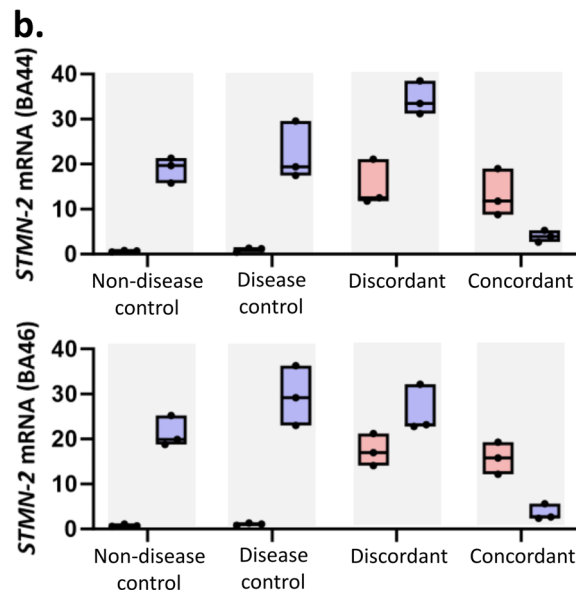 b.
STMN-2 mRNA (BA44)
40
30
20
10
0
Non-disease control
Disease control
Discordant
Concordant
STMN-2 mRNA (BA46)
40
30
20
10
0
Non-disease control
Disease control
Discordant
Concordant